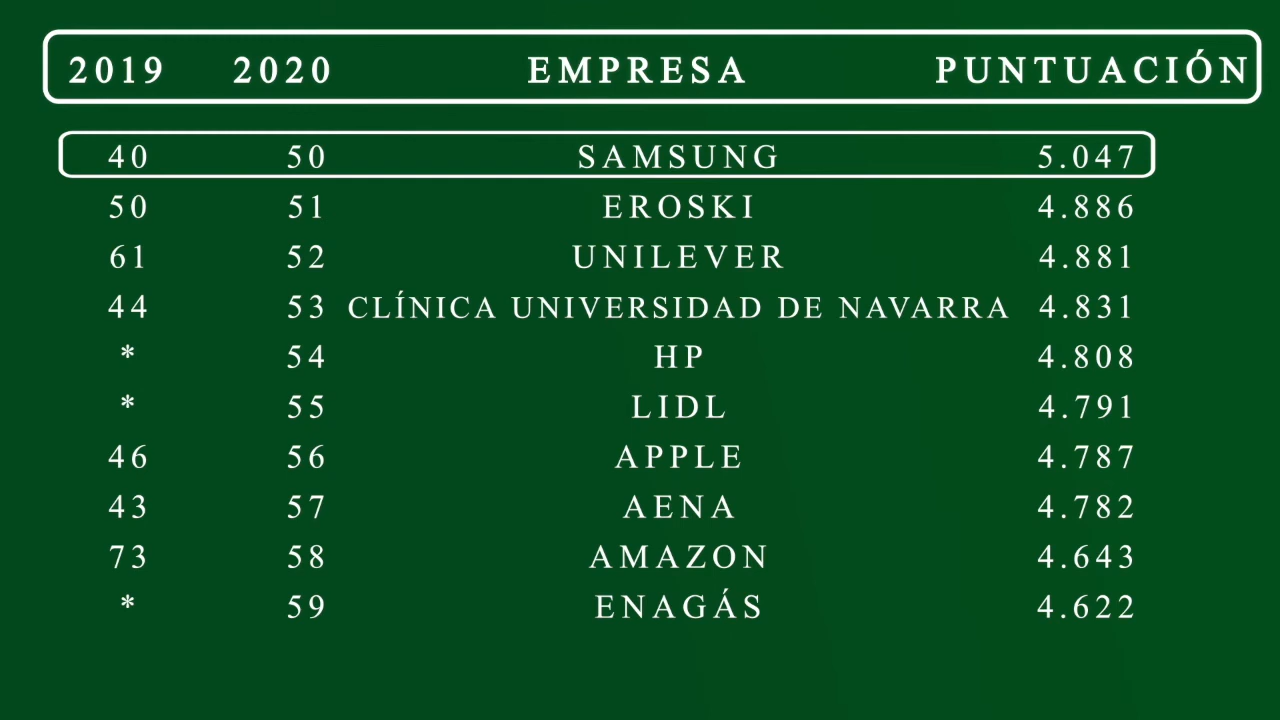 2019 2020 EMPRESA PUNTUACIÓN
40 50 SAMSUNG 5.047
50 51 EROSKI 4.886
61 52 UNILEVER 4.881
44 53 CLÍNICA UNIVERSIDAD DE NAVARRA 4.831
* 54 HP 4.808
* 55 LIDL 4.791
46 56 APPLE 4.787
43 57 AENA 4.782
73 58 AMAZON 4.643
* 59 ENAGÁS 4.622